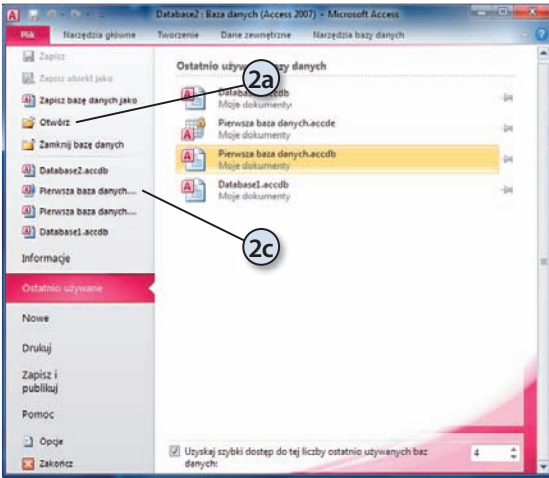 Database2 : Baza danych (Access 2007) - Microsoft Access
Plik Narzędzia główne Tworzenie Dane zewnętrzne Narzędzia bazy danych
Zapisz
Zapisz obiekt jako
Zapisz bazę danych jako
Otwórz
Zamknij bazę danych
Database2.accdb
Pierwsza baza danych....
Pierwsza baza danych....
Database1.accdb
Informacje
Ostatnio używane
Nowe
Drukuj
Zapisz i
publikuj
Pomoc
Opcje
Zakończ
Ostatnio używane bazy danych
2a
Moje dokumenty
Pierwsza baza danych.accde
Moje dokumenty
Pierwsza baza danych.accdb
Moje dokumenty
Database1.accdb
Moje dokumenty
2c
Uzyskaj szybki dostęp do tej liczby ostatnio używanych baz
danych:
4